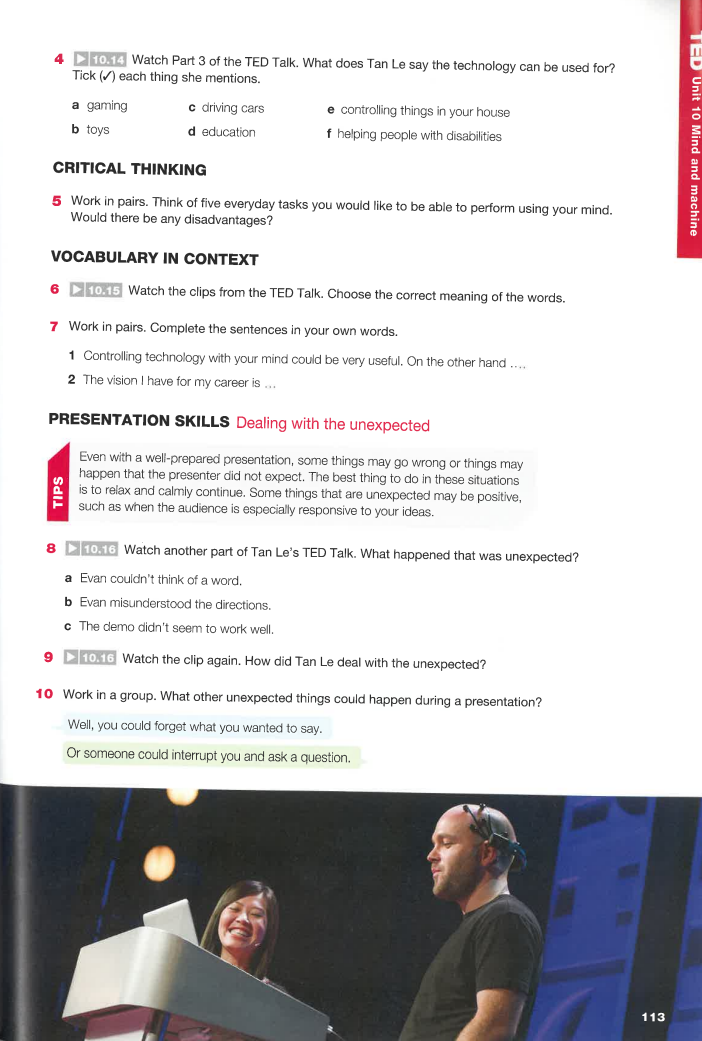 TED Unit 10 Mind and machine
4 10.14 Watch Part 3 of the TED Talk. What does Tan Le say the technology can be used for?
Tick (✓) each thing she mentions.
a gaming
c driving cars
e controlling things in your house
b toys
d education
f helping people with disabilities
CRITICAL THINKING
5 Work in pairs. Think of five everyday tasks you would like to be able to perform using your mind.
Would there be any disadvantages?
VOCABULARY IN CONTEXT
6 10.15 Watch the clips from the TED Talk. Choose the correct meaning of the words.
7 Work in pairs. Complete the sentences in your own words.
1 Controlling technology with your mind could be very useful. On the other hand ....
2 The vision I have for my career is ...
PRESENTATION SKILLS Dealing with the unexpected
TIPS
Even with a well-prepared presentation, some things may go wrong or things may
happen that the presenter did not expect. The best thing to do in these situations
is to relax and calmly continue. Some things that are unexpected may be positive,
such as when the audience is especially responsive to your ideas.
8 10.16 Watch another part of Tan Le's TED Talk. What happened that was unexpected?
a Evan couldn't think of a word.
b Evan misunderstood the directions.
c The demo didn't seem to work well.
9 10.16 Watch the clip again. How did Tan Le deal with the unexpected?
10 Work in a group. What other unexpected things could happen during a presentation?
Well, you could forget what you wanted to say.
Or someone could interrupt you and ask a question.
113